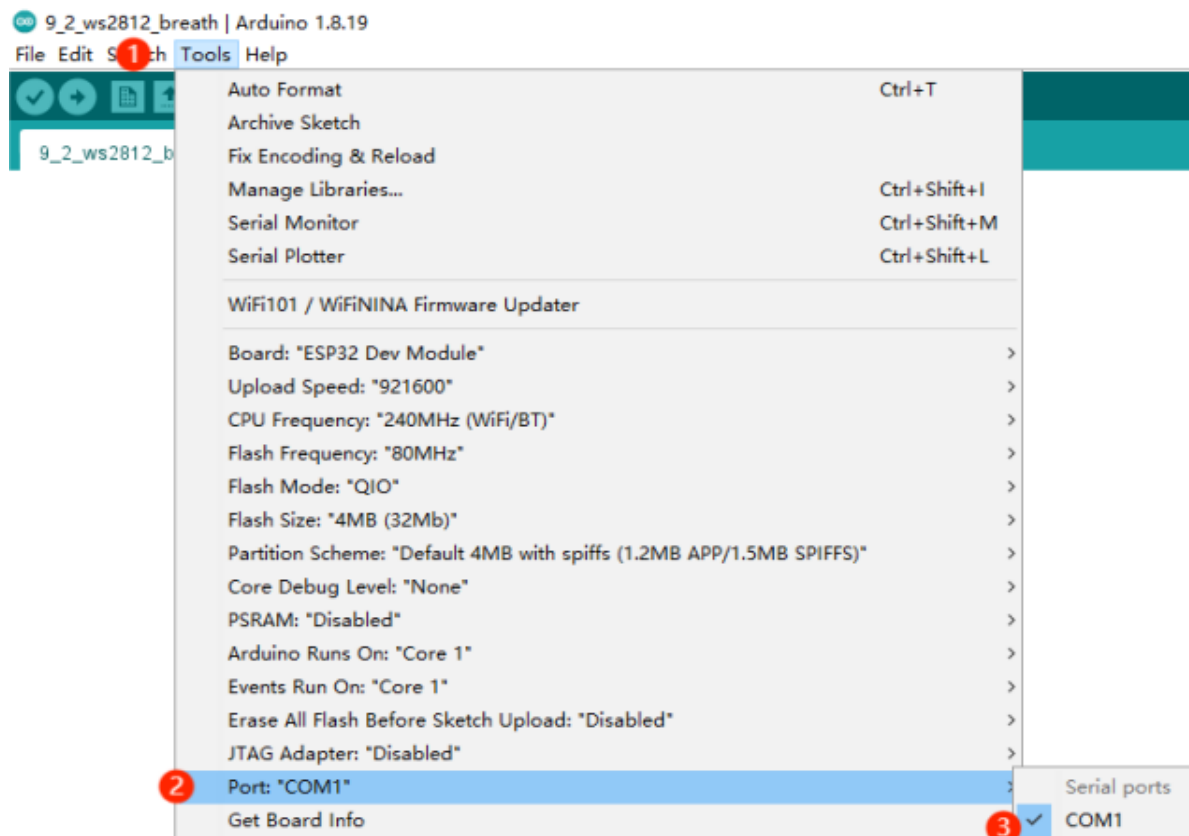 9_2_ws2812_breath | Arduino 1.8.19
File Edit S 1 h Tools Help
Auto Format Ctrl+T
Archive Sketch
9_2_ws2812_b
Fix Encoding & Reload
Manage Libraries... Ctrl+Shift+I
Serial Monitor Ctrl+Shift+M
Serial Plotter Ctrl+Shift+L
WiFi101 / WiFiNINA Firmware Updater
Board: "ESP32 Dev Module"
Upload Speed: "921600"
CPU Frequency: "240MHz (WiFi/BT)"
Flash Frequency: "80MHz"
Flash Mode: "QIO"
Flash Size: "4MB (32Mb)"
Partition Scheme: "Default 4MB with spiffs (1.2MB APP/1.5MB SPIFFS)"
Core Debug Level: "None"
PSRAM: "Disabled"
Arduino Runs On: "Core 1"
Events Run On: "Core 1"
Erase All Flash Before Sketch Upload: "Disabled"
JTAG Adapter: "Disabled"
2 Port: "COM1" Serial ports
Get Board Info 3 COM1